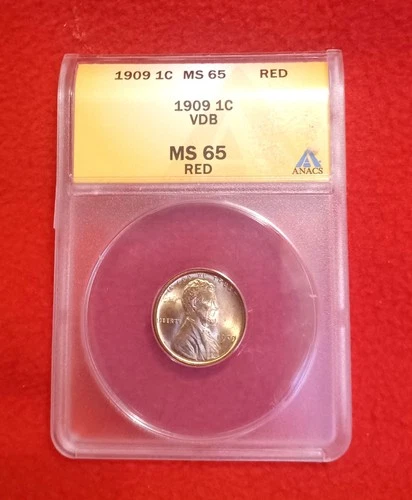 1909 1C MS 65 RED
1909 1C
VDB
MS 65
RED
ANACS
LIBERTY